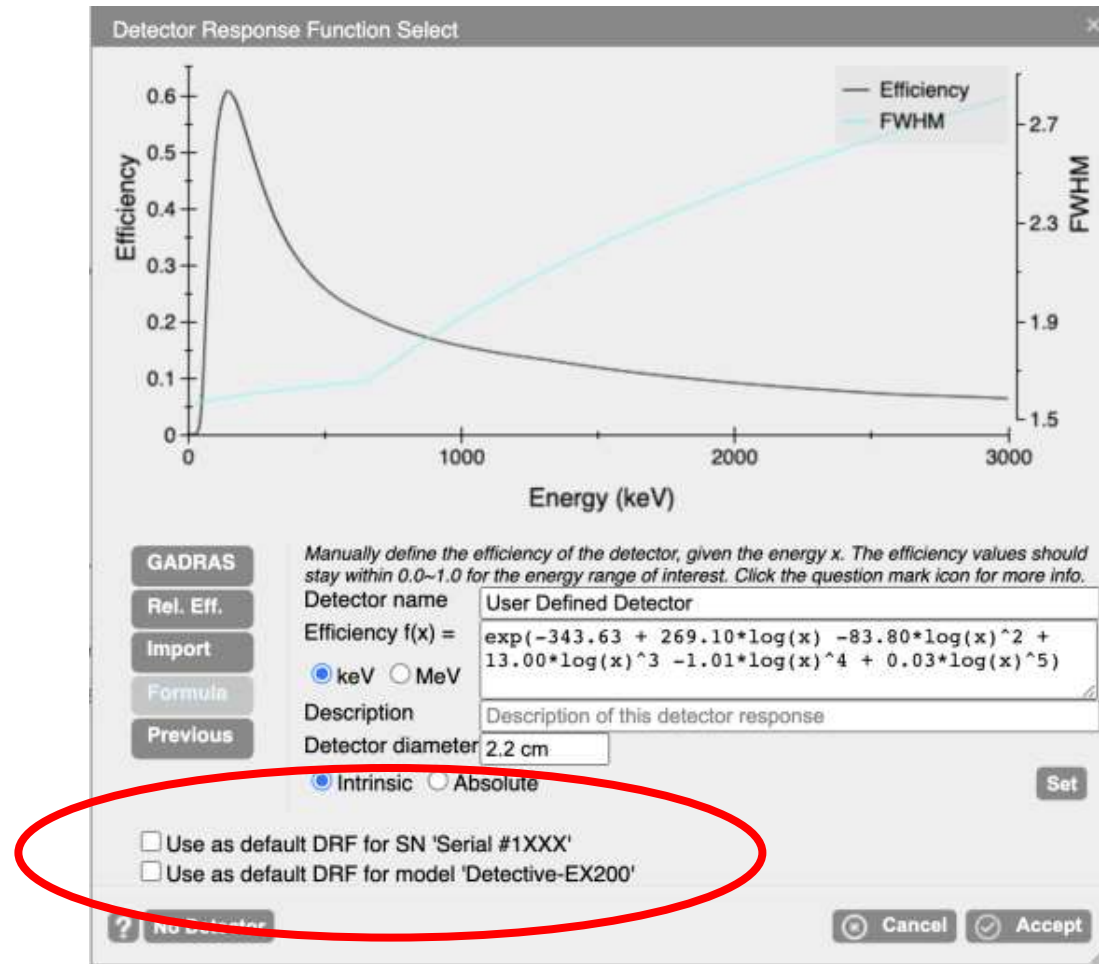 Detector Response Function Select
×
Efficiency
FWHM
0.6
0.5
0.4
0.3
0.2
0.1
0
Efficiency
2.7
2.3
1.9
1.5
FWHM
0 1000 2000 3000
Energy (keV)
GADRAS
Rel. Eff.
Import
Formula
Previous
Manually define the efficiency of the detector, given the energy x. The efficiency values should
stay within 0.0~1.0 for the energy range of interest. Click the question mark icon for more info.
Detector name User Defined Detector
Efficiency f(x) = exp(-343.63 + 269.10*log(x) -83.80*log(x)^2 +
13.00*log(x)^3 -1.01*log(x)^4 + 0.03*log(x)^5)
keV MeV
Description Description of this detector response
Detector diameter 2.2 cm
Intrinsic Absolute
Set
Use as default DRF for SN 'Serial #1XXX'
Use as default DRF for model 'Detective-EX200'
? No Detector
Cancel Accept